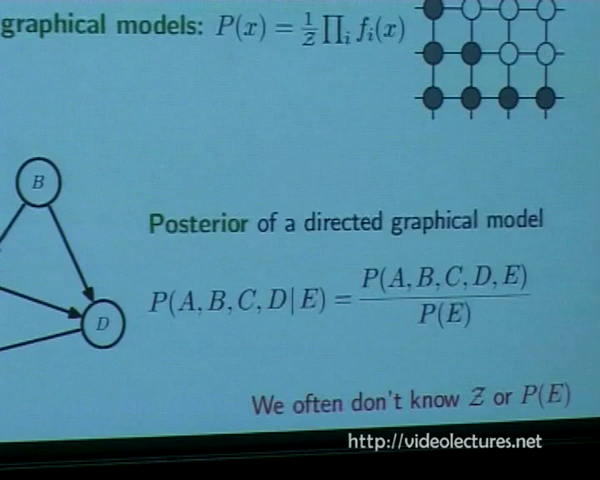 graphical models: P(x) = 1/Z ∏_i f_i(x)
B
Posterior of a directed graphical model
P(A, B, C, D|E) = P(A, B, C, D, E) / P(E)
D
We often don't know Z or P(E)
http://videolectures.net